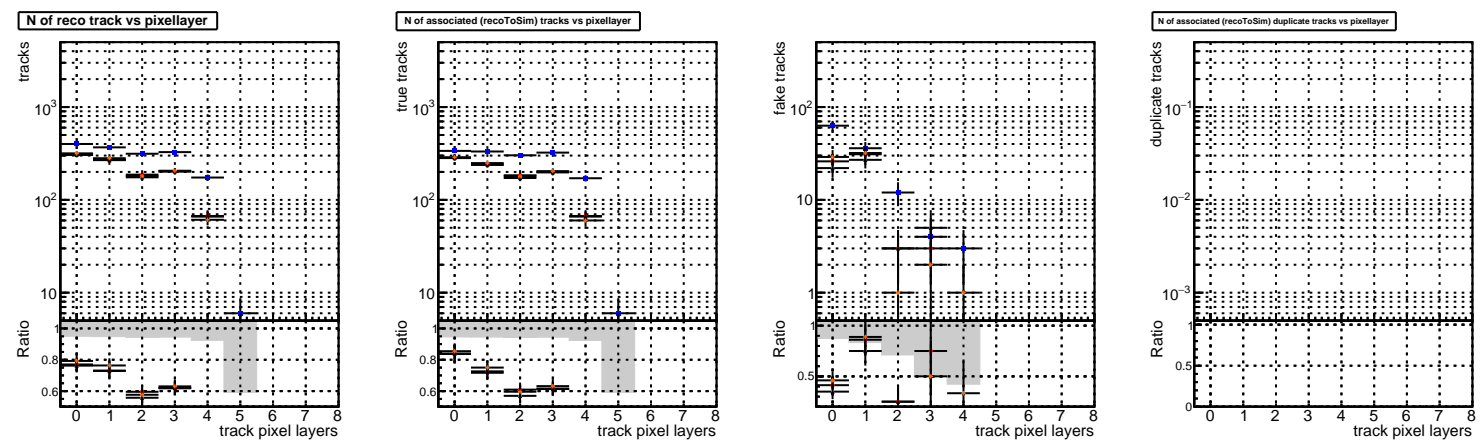 N of reco track vs pixellayer
tracks
10³
10²
10
Ratio
1
0.8
0.6
0 1 2 3 4 5 6 7 8
track pixel layers
N of associated (recoToSim) tracks vs pixellayer
true tracks
10³
10²
10
Ratio
1
0.8
0.6
0 1 2 3 4 5 6 7 8
track pixel layers
fake tracks
10²
10
1
Ratio
1
0.5
0 1 2 3 4 5 6 7 8
track pixel layers
N of associated (recoToSim) duplicate tracks vs pixellayer
duplicate tracks
10⁻¹
10⁻²
10⁻³
Ratio
1
0.5
0
0 1 2 3 4 5 6 7 8
track pixel layers